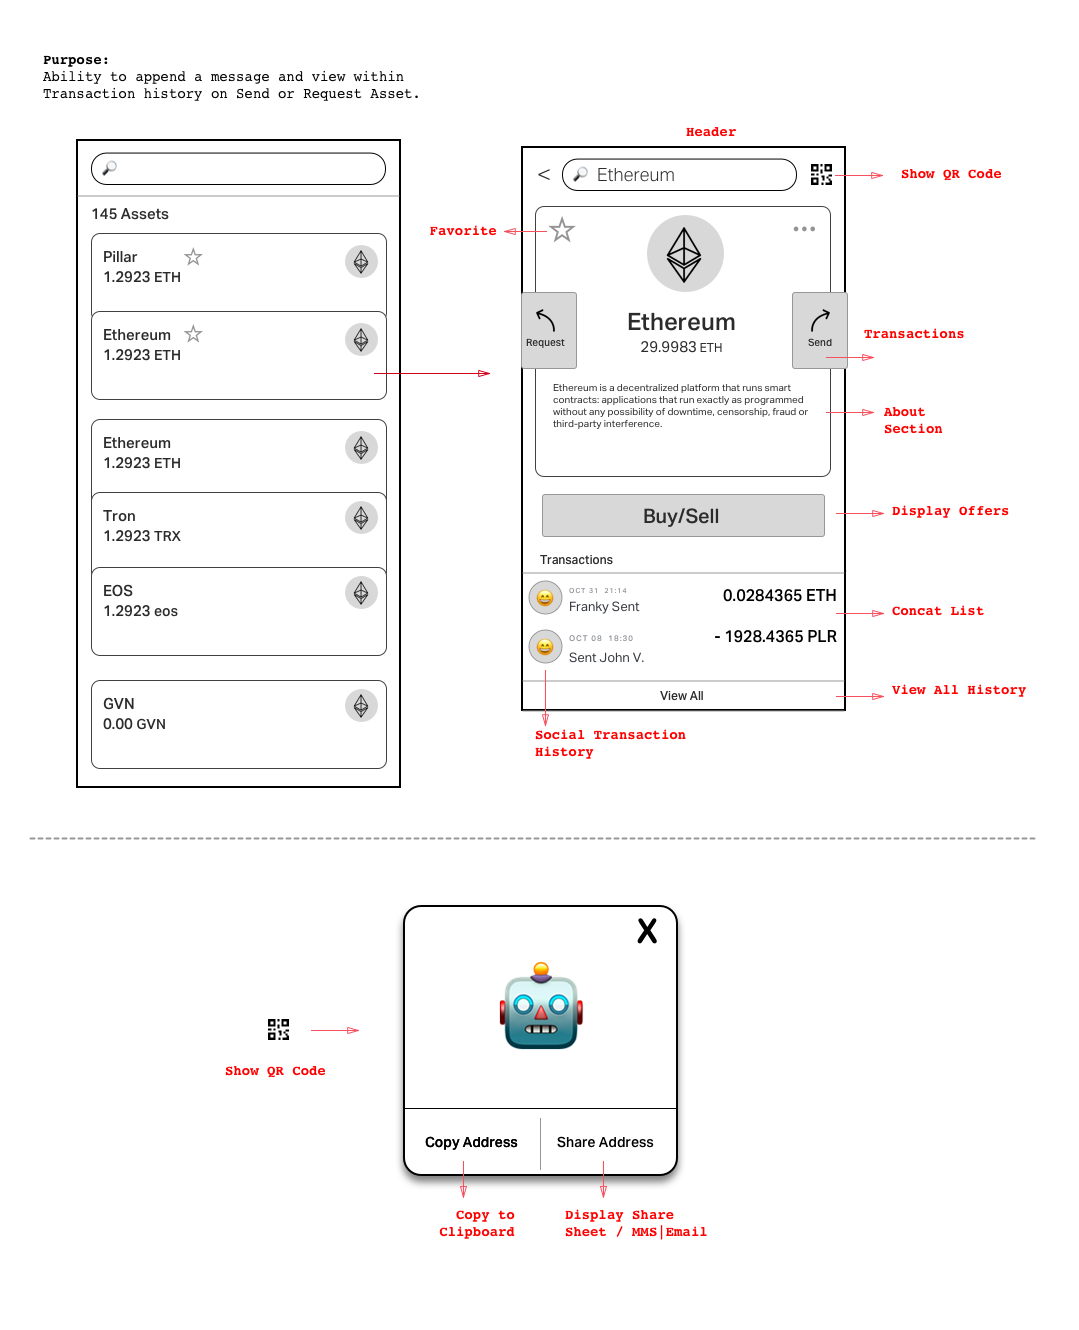 Purpose:
Ability to append a message and view within
Transaction history on Send or Request Asset.
145 Assets
Pillar
1.2923 ETH
Ethereum
1.2923 ETH
Ethereum
1.2923 ETH
Tron
1.2923 TRX
EOS
1.2923 eos
GVN
0.00 GVN
Header
< Ethereum
Show QR Code
Favorite
Request
Ethereum
29.9983 ETH
Send
Transactions
Ethereum is a decentralized platform that runs smart
contracts: applications that run exactly as programmed
without any possibility of downtime, censorship, fraud or
third-party interference.
About
Section
Buy/Sell
Display Offers
Transactions
OCT 31 21:14
Franky Sent
0.0284365 ETH
Concat List
OCT 08 18:30
Sent John V.
- 1928.4365 PLR
View All
View All History
Social Transaction
History
X
Show QR Code
Copy Address
Share Address
Copy to
Clipboard
Display Share
Sheet / MMS|Email